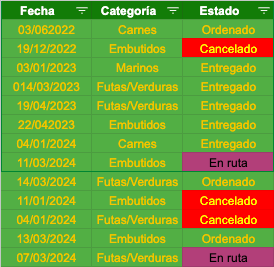 Fecha Categoría Estado
03/062022 Carnes Ordenado
19/12/2022 Embutidos Cancelado
03/01/2023 Marinos Entregado
014/03/2023 Futas/Verduras Entregado
19/04/2023 Futas/Verduras Entregado
22/042023 Embutidos Entregado
04/01/2024 Carnes Entregado
11/03/2024 Embutidos En ruta
14/03/2024 Futas/Verduras Ordenado
11/01/2024 Embutidos Cancelado
04/01/2024 Futas/Verduras Cancelado
13/03/2024 Embutidos Ordenado
07/03/2024 Futas/Verduras En ruta